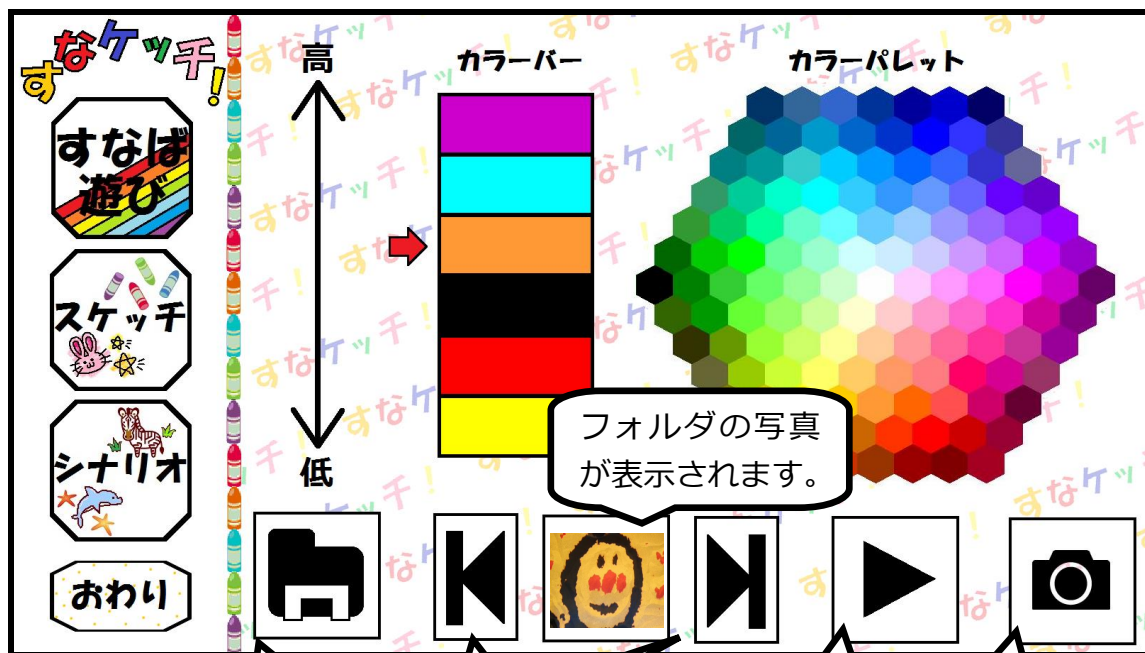 すなケッチ!
すなば
遊び
スケッチ
シナリオ
おわり
高
低
カラーバー
カラーパレット
フォルダの写真
が表示されます。